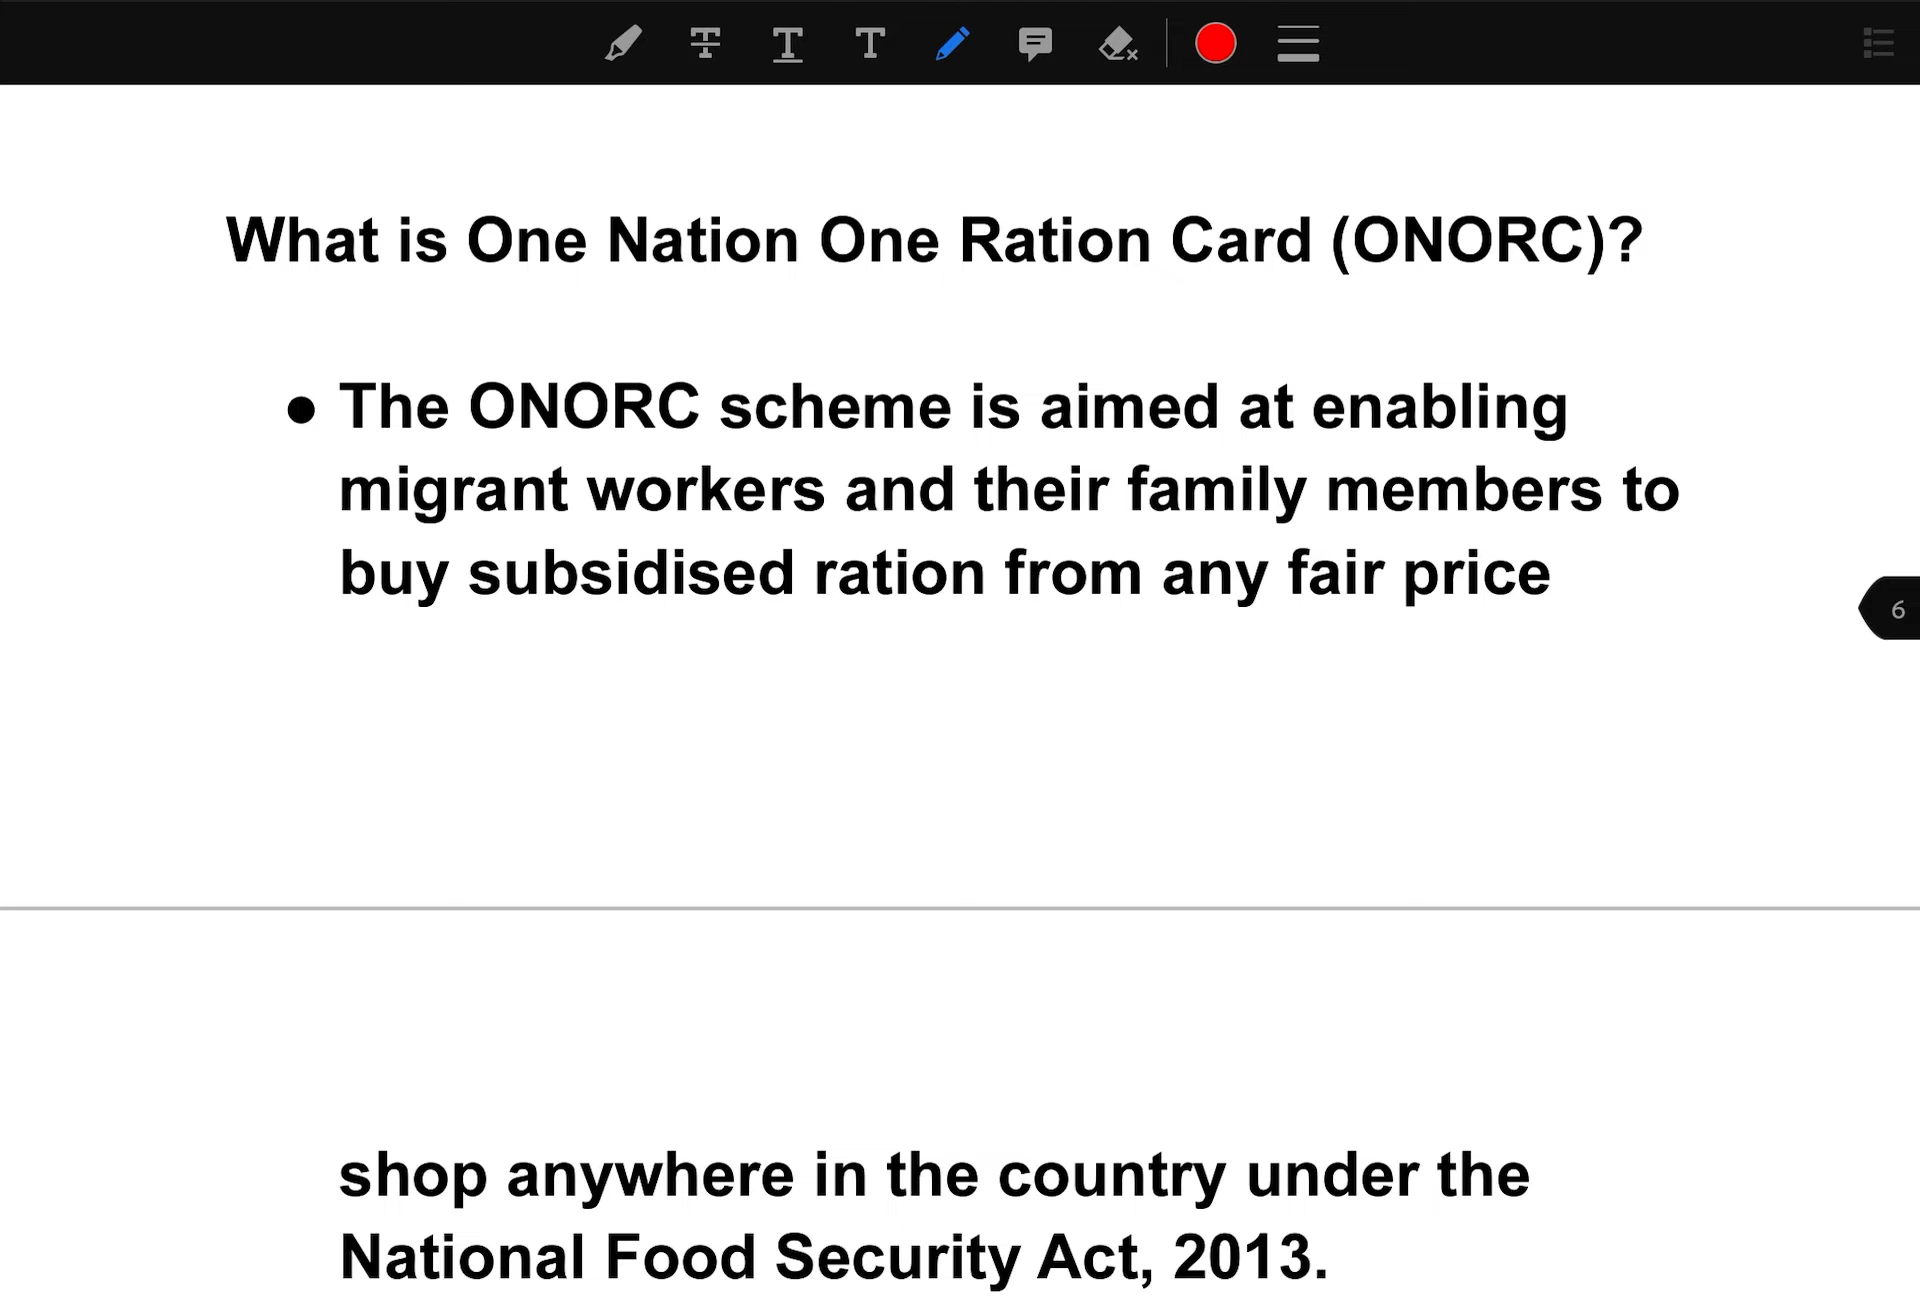 What is One Nation One Ration Card (ONORC)?
● The ONORC scheme is aimed at enabling
migrant workers and their family members to
buy subsidised ration from any fair price
6
shop anywhere in the country under the
National Food Security Act, 2013.